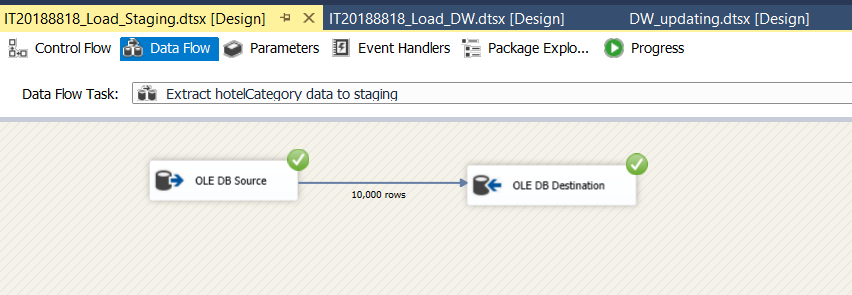 IT20188818_Load_Staging.dtsx [Design] IT20188818_Load_DW.dtsx [Design] DW_updating.dtsx [Design]
Control Flow Data Flow Parameters Event Handlers Package Explo... Progress
Data Flow Task: Extract hotelCategory data to staging
OLE DB Source OLE DB Destination
10,000 rows